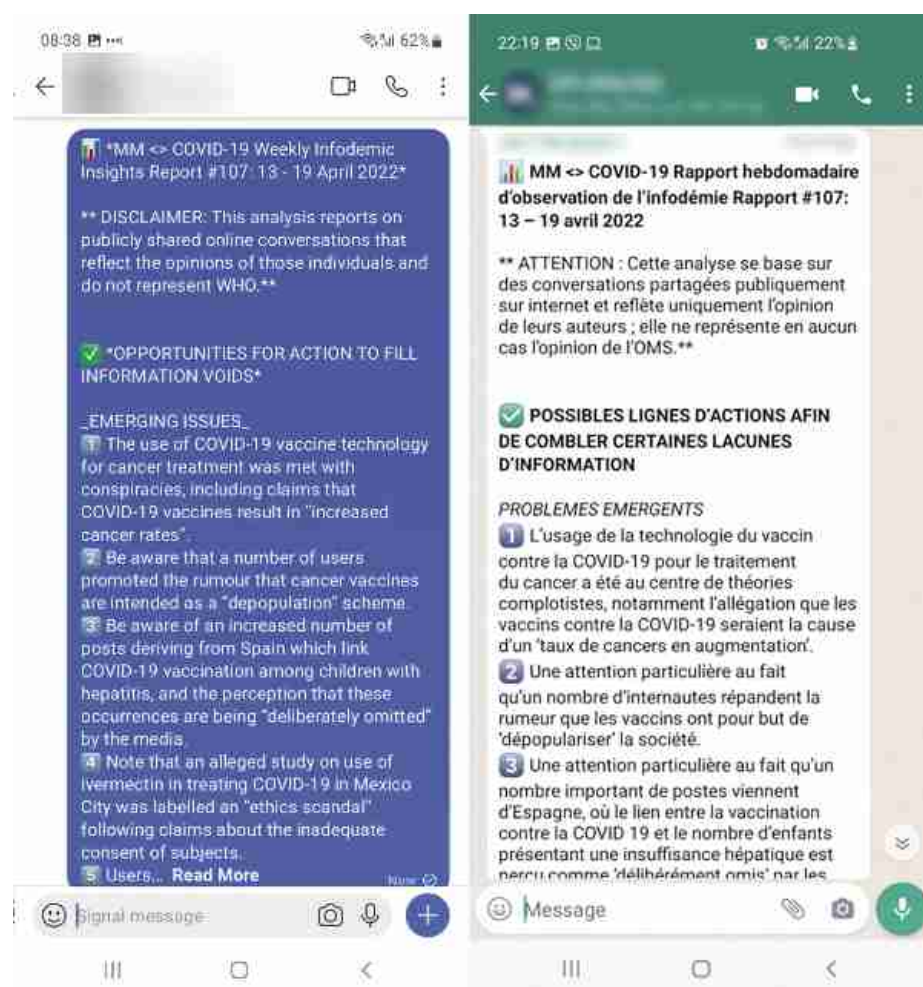 08:38
62%
*MM <> COVID-19 Weekly Infodemic
Insights Report #107: 13 - 19 April 2022*
** DISCLAIMER: This analysis reports on
publicly shared online conversations that
reflect the opinions of those individuals and
do not represent WHO.**
*OPPORTUNITIES FOR ACTION TO FILL
INFORMATION VOIDS*
_EMERGING ISSUES_
1 The use of COVID-19 vaccine technology
for cancer treatment was met with
conspiracies, including claims that
COVID-19 vaccines result in "increased
cancer rates".
2 Be aware that a number of users
promoted the rumour that cancer vaccines
are intended as a "depopulation" scheme.
3 Be aware of an increased number of
posts deriving from Spain which link
COVID-19 vaccination among children with
hepatitis, and the perception that these
occurrences are being "deliberately omitted"
by the media.
4 Note that an alleged study on use of
ivermectin in treating COVID-19 in Mexico
City was labelled an "ethics scandal"
following claims about the inadequate
consent of subjects.
5 Users... Read More
Now
Signal message
22:19
22%
MM <> COVID-19 Rapport hebdomadaire
d'observation de l'infodémie Rapport #107:
13 – 19 avril 2022
** ATTENTION : Cette analyse se base sur
des conversations partagées publiquement
sur internet et reflète uniquement l'opinion
de leurs auteurs ; elle ne représente en aucun
cas l'opinion de l'OMS.**
POSSIBLES LIGNES D'ACTIONS AFIN
DE COMBLER CERTAINES LACUNES
D'INFORMATION
PROBLEMES EMERGENTS
1 L'usage de la technologie du vaccin
contre la COVID-19 pour le traitement
du cancer a été au centre de théories
complotistes, notamment l'allégation que les
vaccins contre la COVID-19 seraient la cause
d'un 'taux de cancers en augmentation'.
2 Une attention particulière au fait
qu'un nombre d'internautes répandent la
rumeur que les vaccins ont pour but de
'dépopulariser' la société.
3 Une attention particulière au fait qu'un
nombre important de postes viennent
d'Espagne, où le lien entre la vaccination
contre la COVID 19 et le nombre d'enfants
présentant une insuffisance hépatique est
perçu comme 'délibérément omis' par les
Message